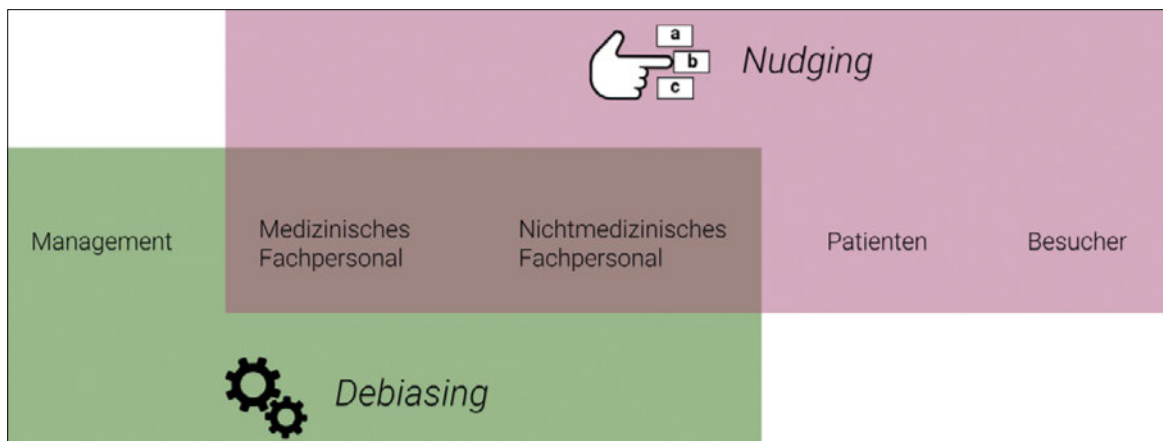 a
b
c
Nudging
Management
Medizinisches
Fachpersonal
Nichtmedizinisches
Fachpersonal
Patienten
Besucher
Debiasing